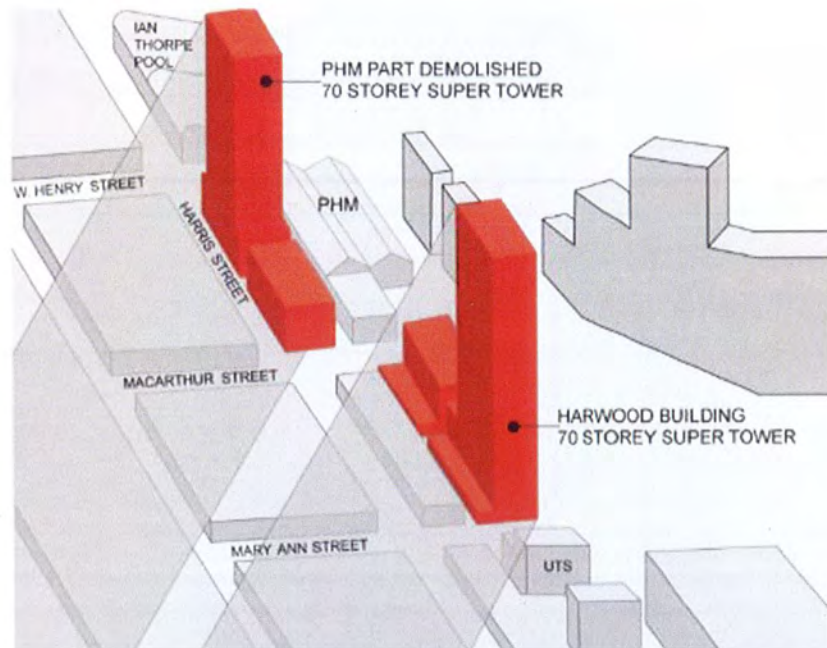 IAN
THORPE
POOL
PHM PART DEMOLISHED
70 STOREY SUPER TOWER
W HENRY STREET
HARRIS STREET
PHM
MACARTHUR STREET
HARWOOD BUILDING
70 STOREY SUPER TOWER
MARY ANN STREET
UTS